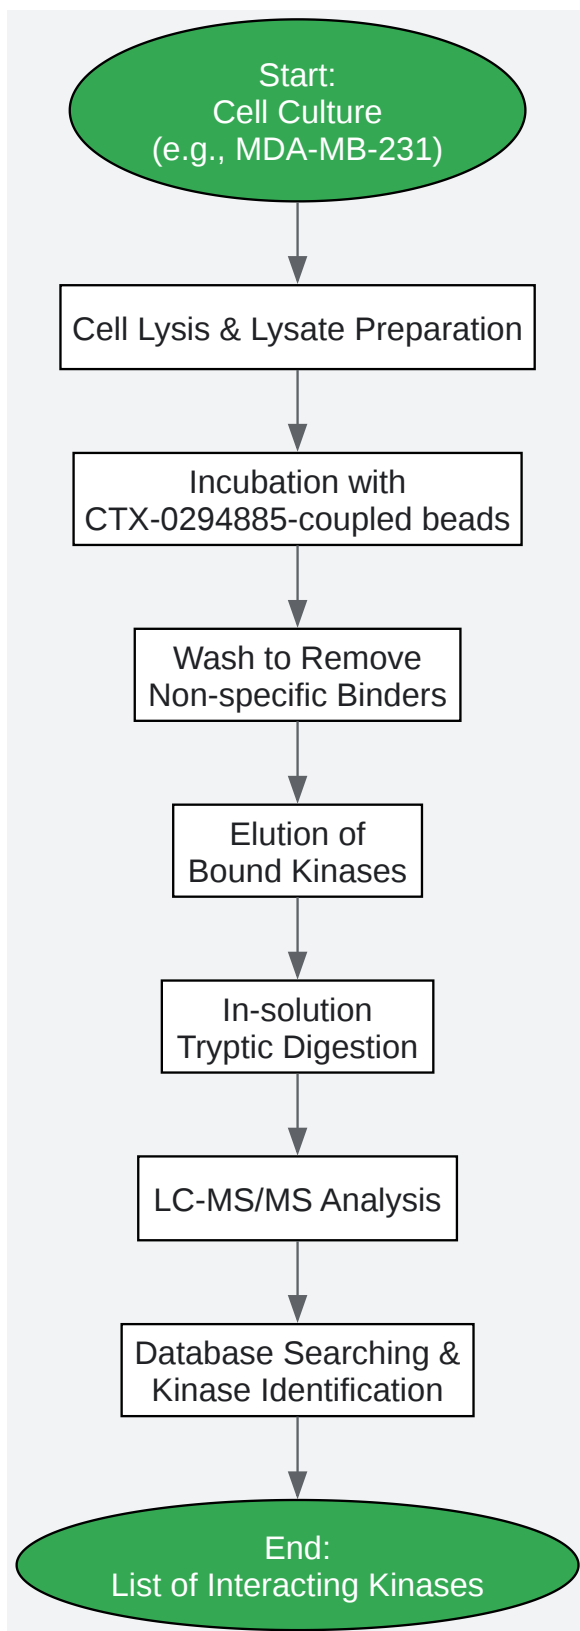 Start:
Cell Culture
(e.g., MDA-MB-231)
Cell Lysis & Lysate Preparation
Incubation with
CTX-0294885-coupled beads
Wash to Remove
Non-specific Binders
Elution of
Bound Kinases
In-solution
Tryptic Digestion
LC-MS/MS Analysis
Database Searching &
Kinase Identification
End:
List of Interacting Kinases